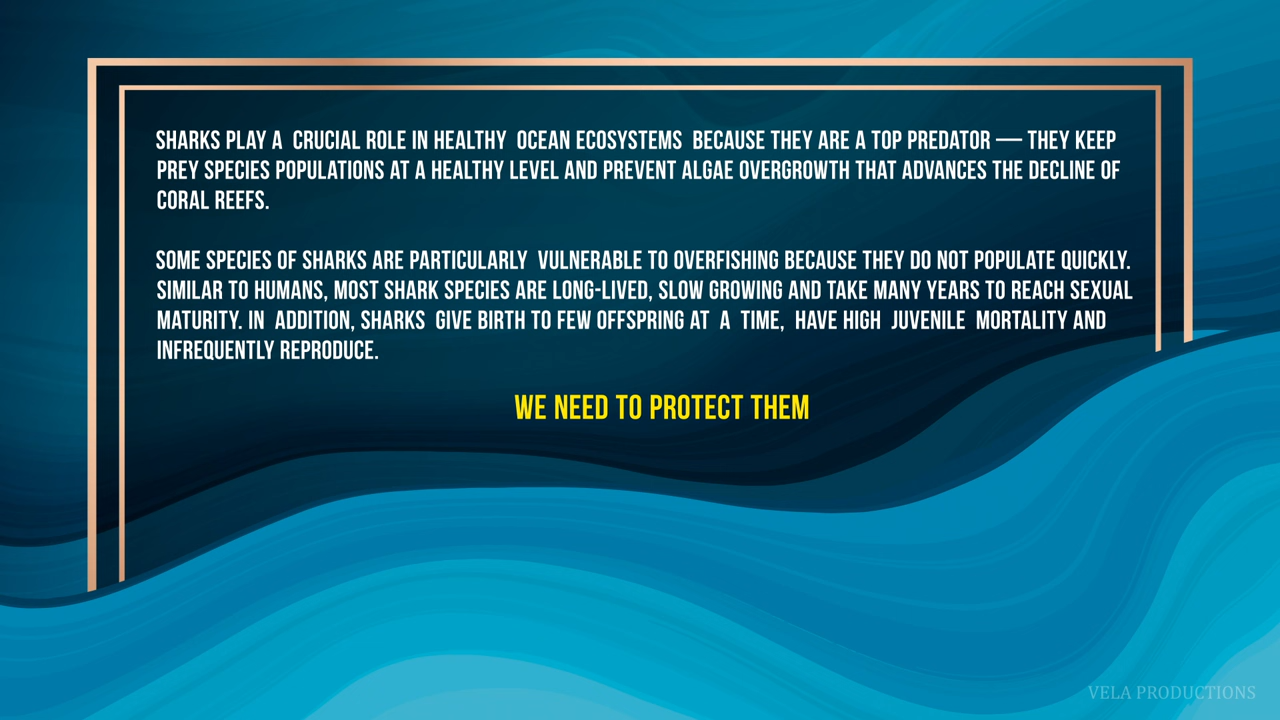 SHARKS PLAY A CRUCIAL ROLE IN HEALTHY OCEAN ECOSYSTEMS BECAUSE THEY ARE A TOP PREDATOR — THEY KEEP
PREY SPECIES POPULATIONS AT A HEALTHY LEVEL AND PREVENT ALGAE OVERGROWTH THAT ADVANCES THE DECLINE OF
CORAL REEFS.
SOME SPECIES OF SHARKS ARE PARTICULARLY VULNERABLE TO OVERFISHING BECAUSE THEY DO NOT POPULATE QUICKLY.
SIMILAR TO HUMANS, MOST SHARK SPECIES ARE LONG-LIVED, SLOW GROWING AND TAKE MANY YEARS TO REACH SEXUAL
MATURITY. IN ADDITION, SHARKS GIVE BIRTH TO FEW OFFSPRING AT A TIME, HAVE HIGH JUVENILE MORTALITY AND
INFREQUENTLY REPRODUCE.
WE NEED TO PROTECT THEM
VELA PRODUCTIONS